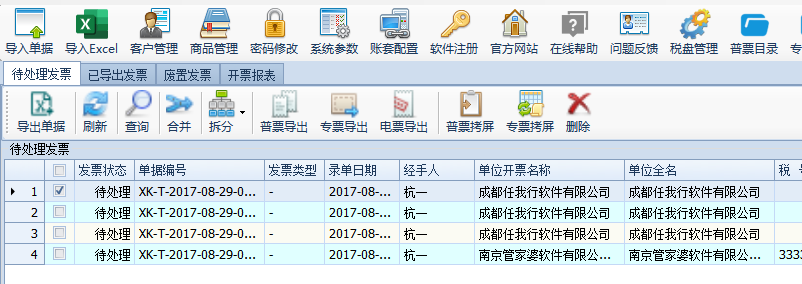 导入单据 导入Excel 客户管理 商品管理 密码修改 系统参数 账套配置 软件注册 官方网站 在线帮助 问题反馈 税盘管理 普票目录 专
待处理发票 已导出发票 废置发票 开票报表
导出单据 刷新 查询 合并 拆分 普票导出 专票导出 电票导出 普票拷屏 专票拷屏 删除
待处理发票
发票状态 单据编号 发票类型 录单日期 经手人 单位开票名称 单位全名 税 号
1 待处理 XK-T-2017-08-29-0... - 2017-08-... 杭一 成都任我行软件有限公司 成都任我行软件有限公司
2 待处理 XK-T-2017-08-29-0... - 2017-08-... 杭一 成都任我行软件有限公司 成都任我行软件有限公司
3 待处理 XK-T-2017-08-29-0... - 2017-08-... 杭一 成都任我行软件有限公司 成都任我行软件有限公司
4 待处理 XK-T-2017-08-29-0... - 2017-08-... 杭一 南京管家婆软件有限公... 南京管家婆软件有限公... 3333